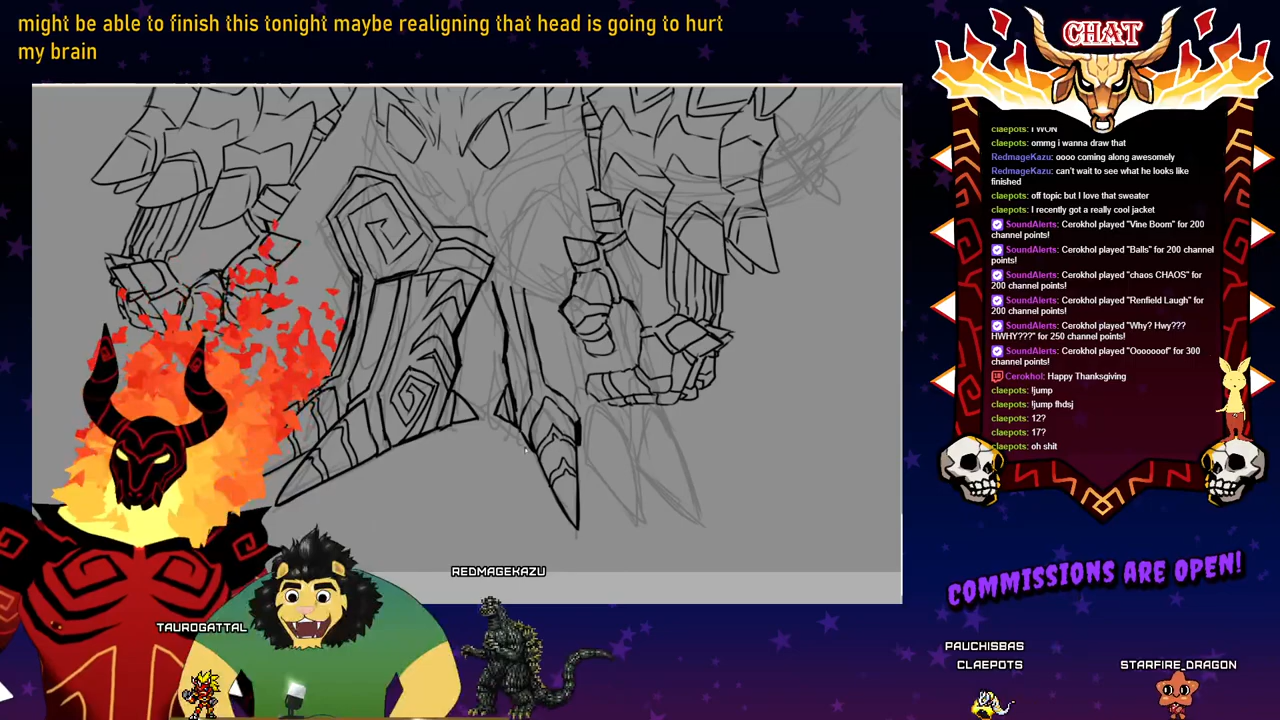 might be able to finish this tonight maybe realigning that head is going to hurt
my brain
CHAT
claepots: I WON
claepots: ommg i wanna draw that
RedmageKazu: oooo coming along awesomely
RedmageKazu: can't wait to see what he looks like
finished
claepots: off topic but I love that sweater
claepots: I recently got a really cool jacket
SoundAlerts: Cerokhol played "Vine Boom" for 200
channel points!
SoundAlerts: Cerokhol played "Balls" for 200 channel
points!
SoundAlerts: Cerokhol played "chaos CHAOS" for
200 channel points!
SoundAlerts: Cerokhol played "Renfield Laugh" for
200 channel points!
SoundAlerts: Cerokhol played "Why? Hwy???
HWHY???" for 250 channel points!
SoundAlerts: Cerokhol played "Ooooooof" for 300
channel points!
Cerokhol: Happy Thanksgiving
claepots: !jump
claepots: !jump fhdsj
claepots: 12?
claepots: 17?
claepots: oh shit
COMMISSIONS ARE OPEN!
REDMAGEKAZU
TAUROGATTAL
PAUCHISBAS
CLAEPOTS
STARFIRE_DRAGON